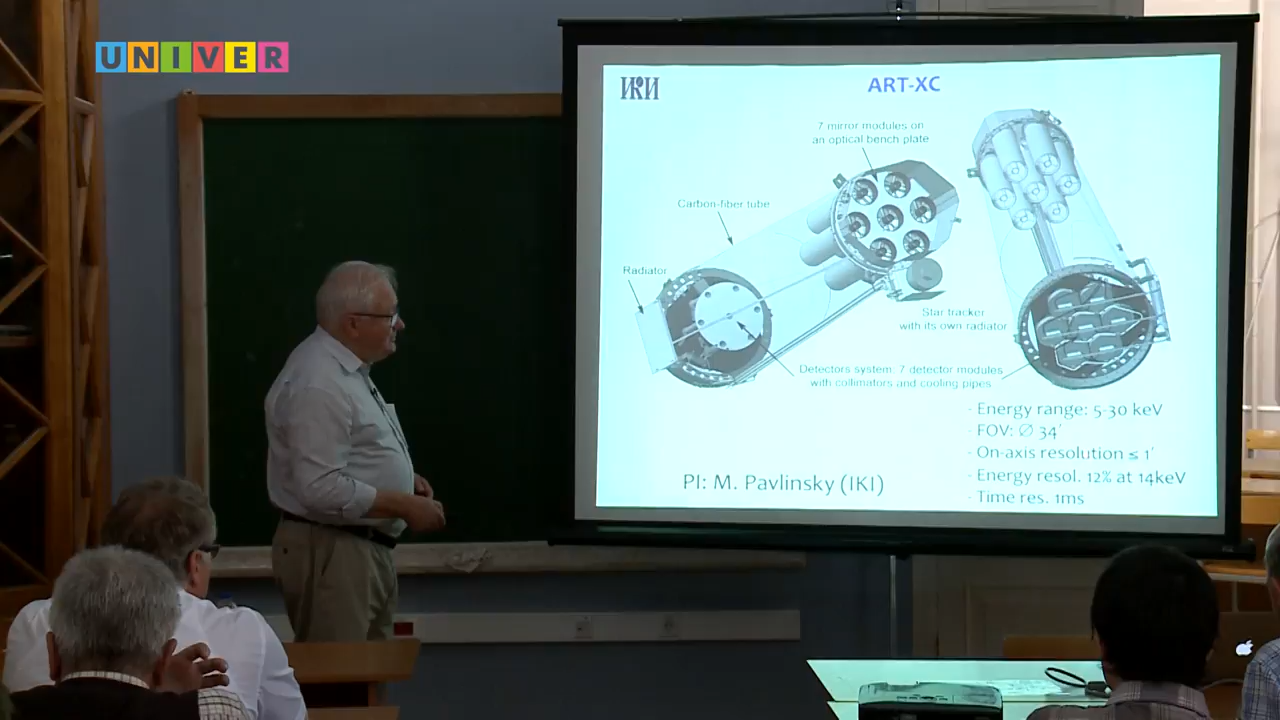 UNIVER
ИКИ
ART-XC
7 mirror modules on
an optical bench plate
Carbon-fiber tube
Radiator
Star tracker
with its own radiator
Detectors system: 7 detector modules
with collimators and cooling pipes
- Energy range: 5-30 keV
- FOV: ∅ 34'
- On-axis resolution ≤ 1'
- Energy resol. 12% at 14keV
- Time res. 1ms
PI: M. Pavlinsky (IKI)